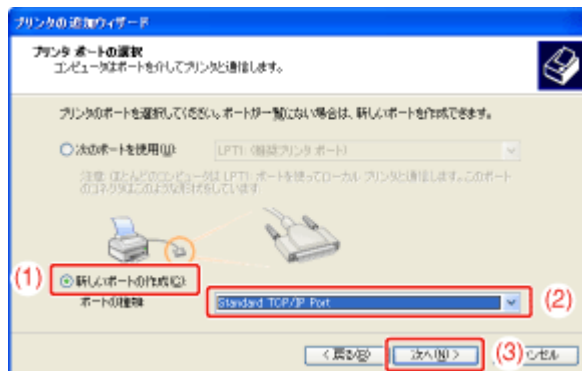 プリンタの追加ウィザード
プリンタ ポートの選択
コンピュータはポートを介してプリンタと通信します。
プリンタのポートを選択してください。ポートが一覧にない場合は、新しいポートを作成できます。
次のポートを使用(U):
LPT1: (推奨プリンタ ポート)
注意: ほとんどのコンピュータは LPT1: ポートを使ってローカル プリンタと通信します。このポート
のコネクタはこのような形状をしています:
(1)
新しいポートの作成(C):
ポートの種類:
Standard TCP/IP Port
(2)
< 戻る(B)
次へ(N) >
(3)
ンセル